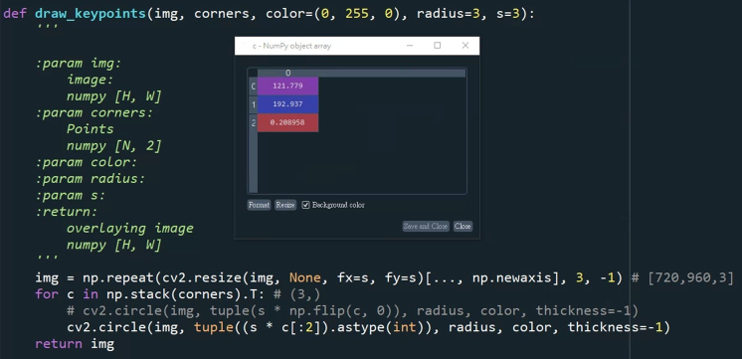 def draw_keypoints(img, corners, color=(0, 255, 0), radius=3, s=3):
'''
c - NumPy object array
:param img:
image:
numpy [H, W]
:param corners:
Points
numpy [N, 2]
:param color:
:param radius:
:param s:
:return:
overlaying image
numpy [H, W]
'''
0
0 121.779
1 192.937
2 0.208958
Format Resize Background color
Save and Close Close
img = np.repeat(cv2.resize(img, None, fx=s, fy=s)[..., np.newaxis], 3, -1) # [720,960,3]
for c in np.stack(corners).T: # (3,)
# cv2.circle(img, tuple(s * np.flip(c, 0)), radius, color, thickness=-1)
cv2.circle(img, tuple((s * c[:2]).astype(int)), radius, color, thickness=-1)
return img